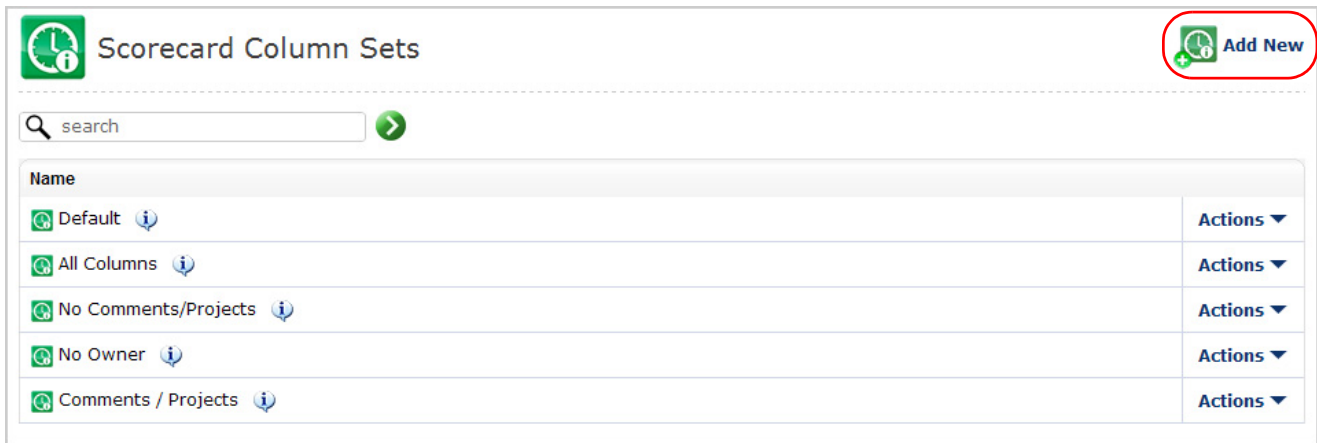 Scorecard Column Sets
Add New
search
Name
Default
Actions
All Columns
Actions
No Comments/Projects
Actions
No Owner
Actions
Comments / Projects
Actions